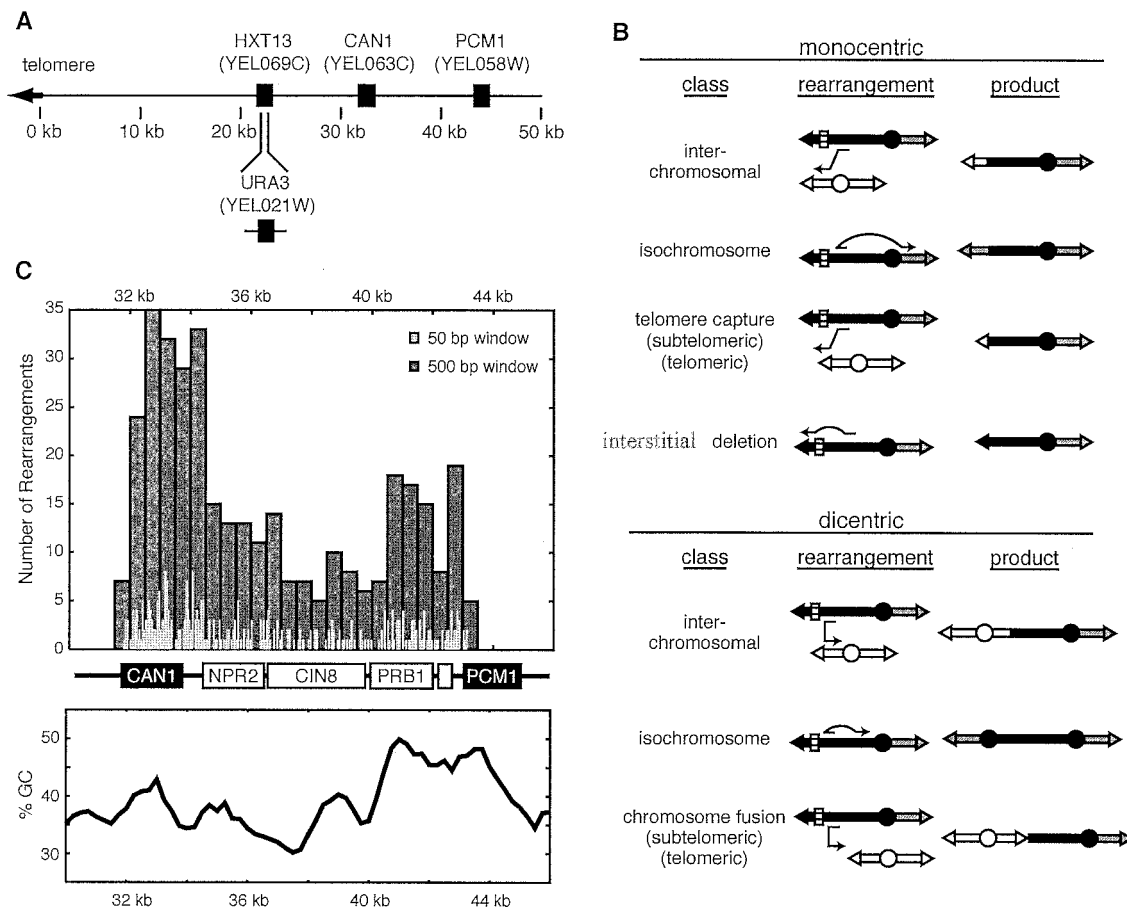 A
HXT13 CAN1 PCM1
telomere (YEL069C) (YEL063C) (YEL058W)
0 kb 10 kb 20 kb 30 kb 40 kb 50 kb
URA3
(YEL021W)
B
monocentric
class rearrangement product
inter-
chromosomal
isochromosome
telomere capture
(subtelomeric)
(telomeric)
interstitial deletion
dicentric
class rearrangement product
inter-
chromosomal
isochromosome
chromosome fusion
(subtelomeric)
(telomeric)
C
32 kb 36 kb 40 kb 44 kb
Number of Rearrangements
35
30
25
20
15
10
5
0
50 bp window
500 bp window
CAN1 NPR2 CIN8 PRB1 PCM1
% GC
50
40
30
32 kb 36 kb 40 kb 44 kb